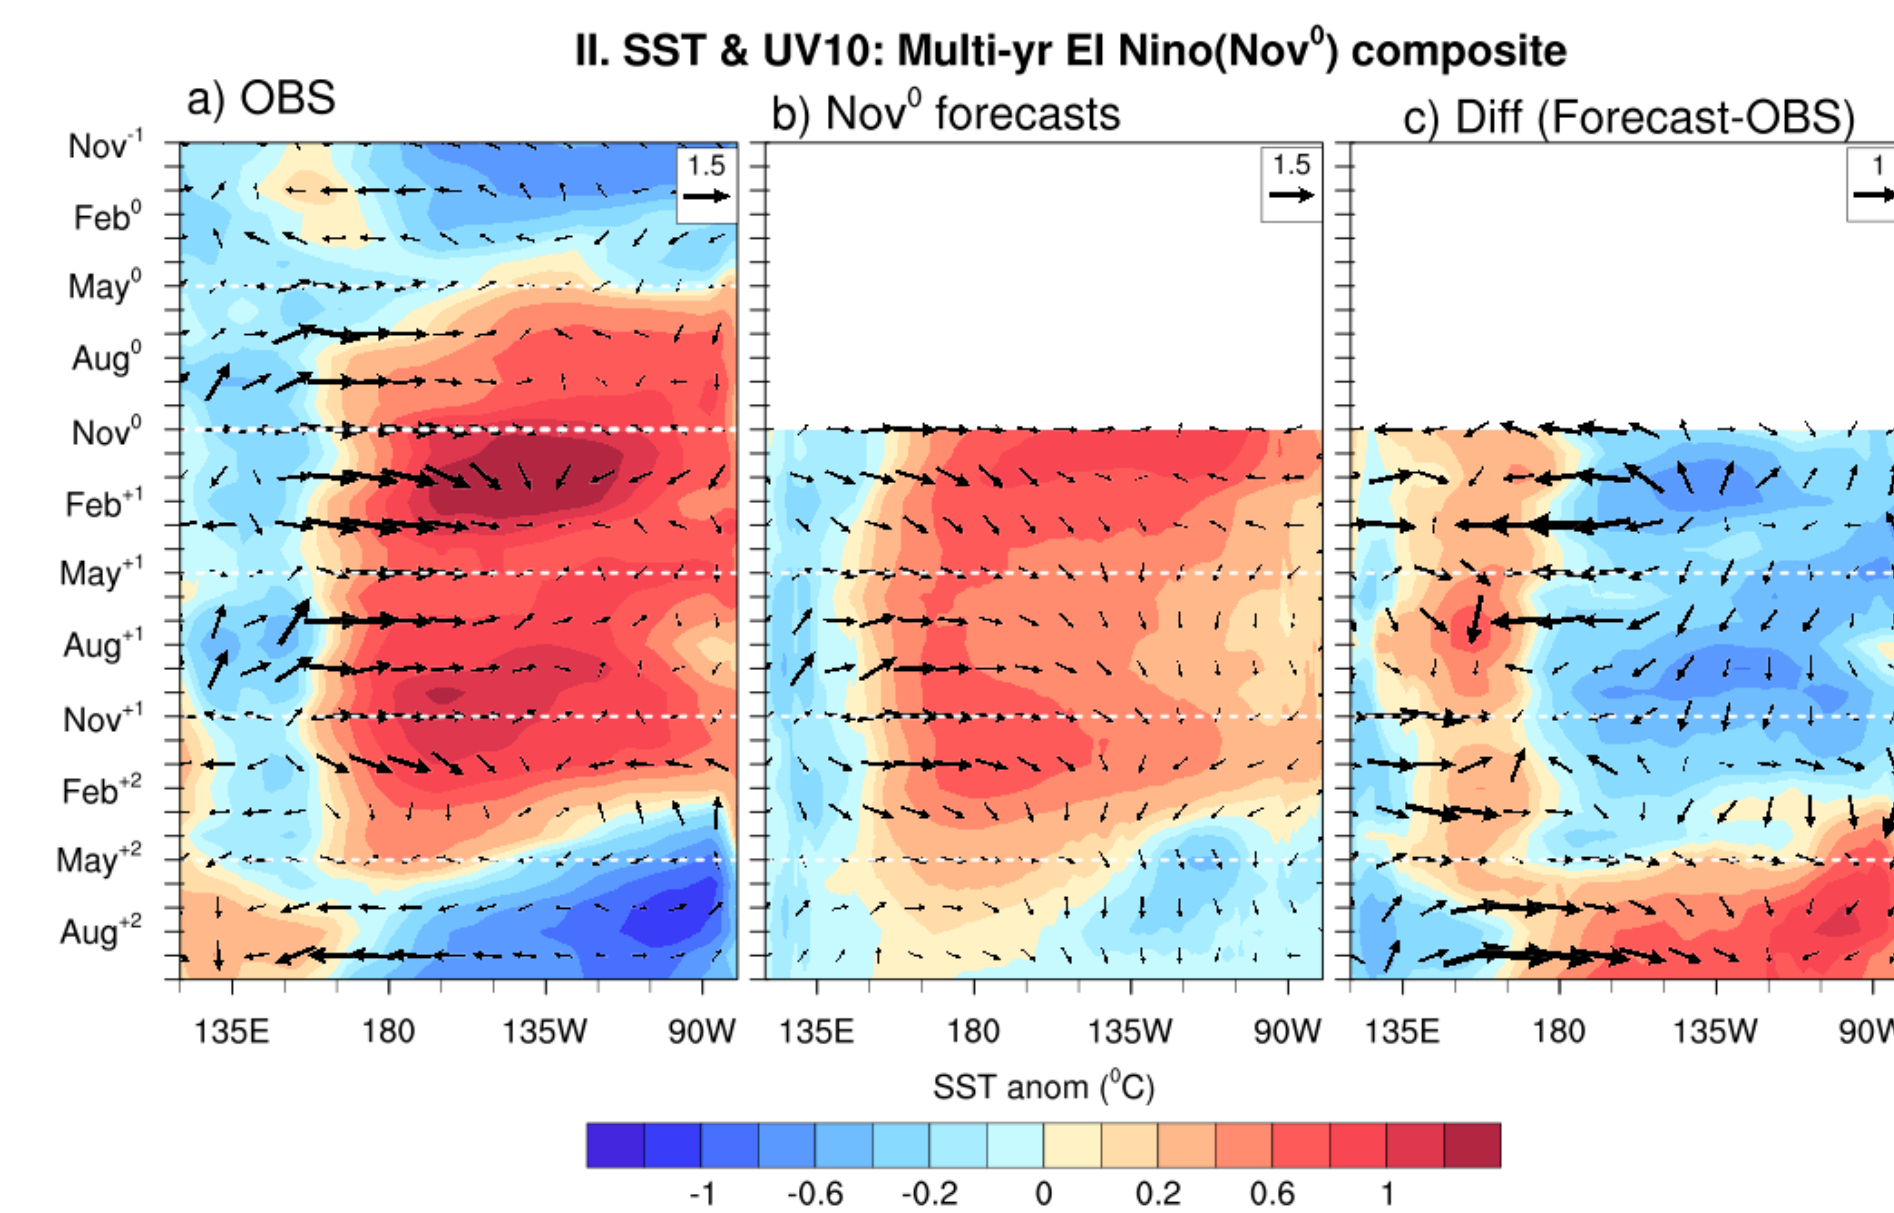 II. SST & UV10: Multi-yr El Nino(Nov⁰) composite
a) OBS
b) Nov⁰ forecasts
c) Diff (Forecast-OBS)
1.5
1.5
1
Nov⁻¹
Feb⁰
May⁰
Aug⁰
Nov⁰
Feb⁺¹
May⁺¹
Aug⁺¹
Nov⁺¹
Feb⁺²
May⁺²
Aug⁺²
135E 180 135W 90W
135E 180 135W 90W
135E 180 135W 90W
SST anom (⁰C)
-1 -0.6 -0.2 0 0.2 0.6 1